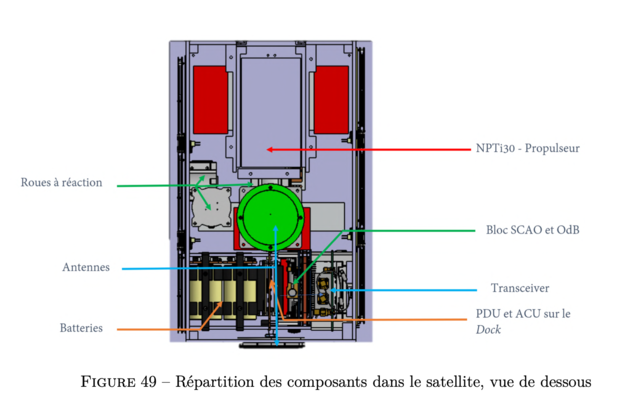 NPTi30 - Propulseur
Roues à réaction
Bloc SCAO et OdB
Antennes
Transceiver
PDU et ACU sur le
Dock
Batteries
FIGURE 49 – Répartition des composants dans le satellite, vue de dessous